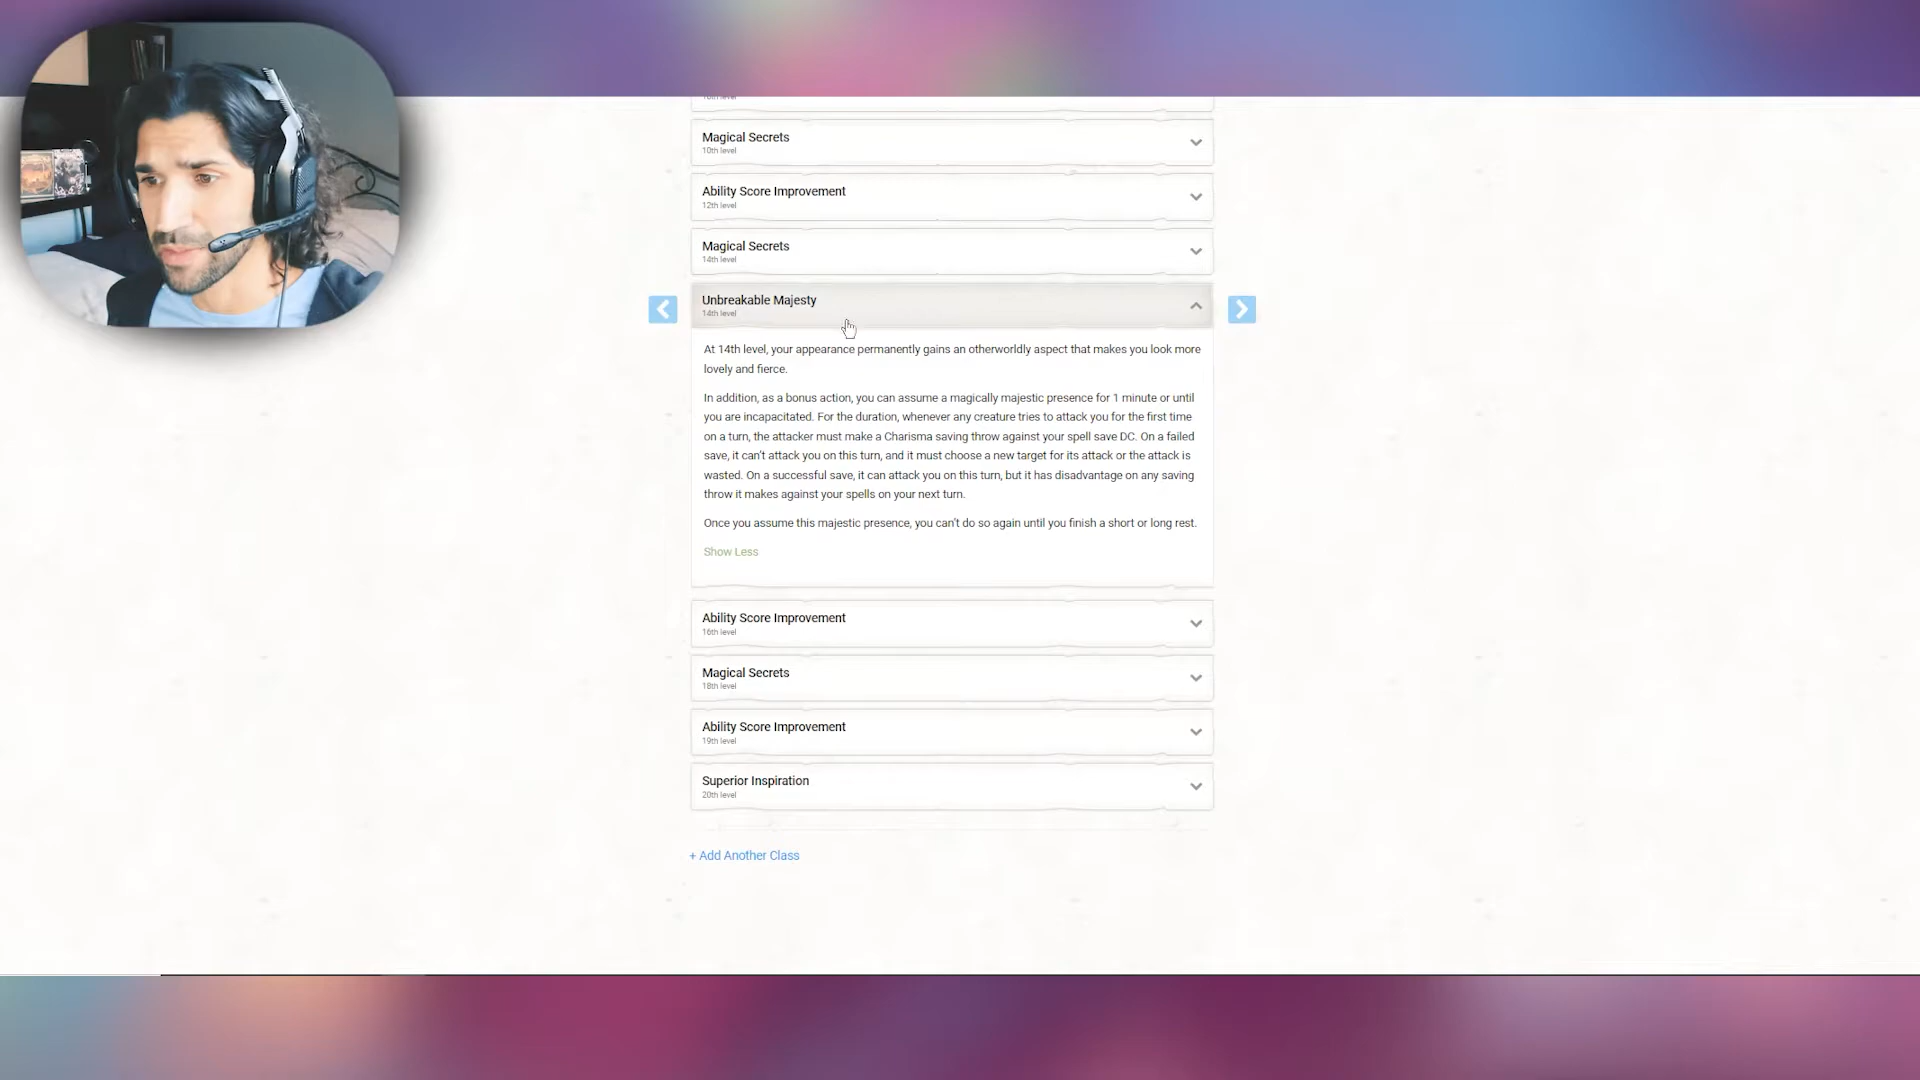 Magical Secrets
10th level
Ability Score Improvement
12th level
Magical Secrets
14th level
Unbreakable Majesty
14th level
At 14th level, your appearance permanently gains an otherworldly aspect that makes you look more
lovely and fierce.
In addition, as a bonus action, you can assume a magically majestic presence for 1 minute or until
you are incapacitated. For the duration, whenever any creature tries to attack you for the first time
on a turn, the attacker must make a Charisma saving throw against your spell save DC. On a failed
save, it can't attack you on this turn, and it must choose a new target for its attack or the attack is
wasted. On a successful save, it can attack you on this turn, but it has disadvantage on any saving
throw it makes against your spells on your next turn.
Once you assume this majestic presence, you can't do so again until you finish a short or long rest.
Show Less
Ability Score Improvement
16th level
Magical Secrets
18th level
Ability Score Improvement
19th level
Superior Inspiration
20th level
+ Add Another Class